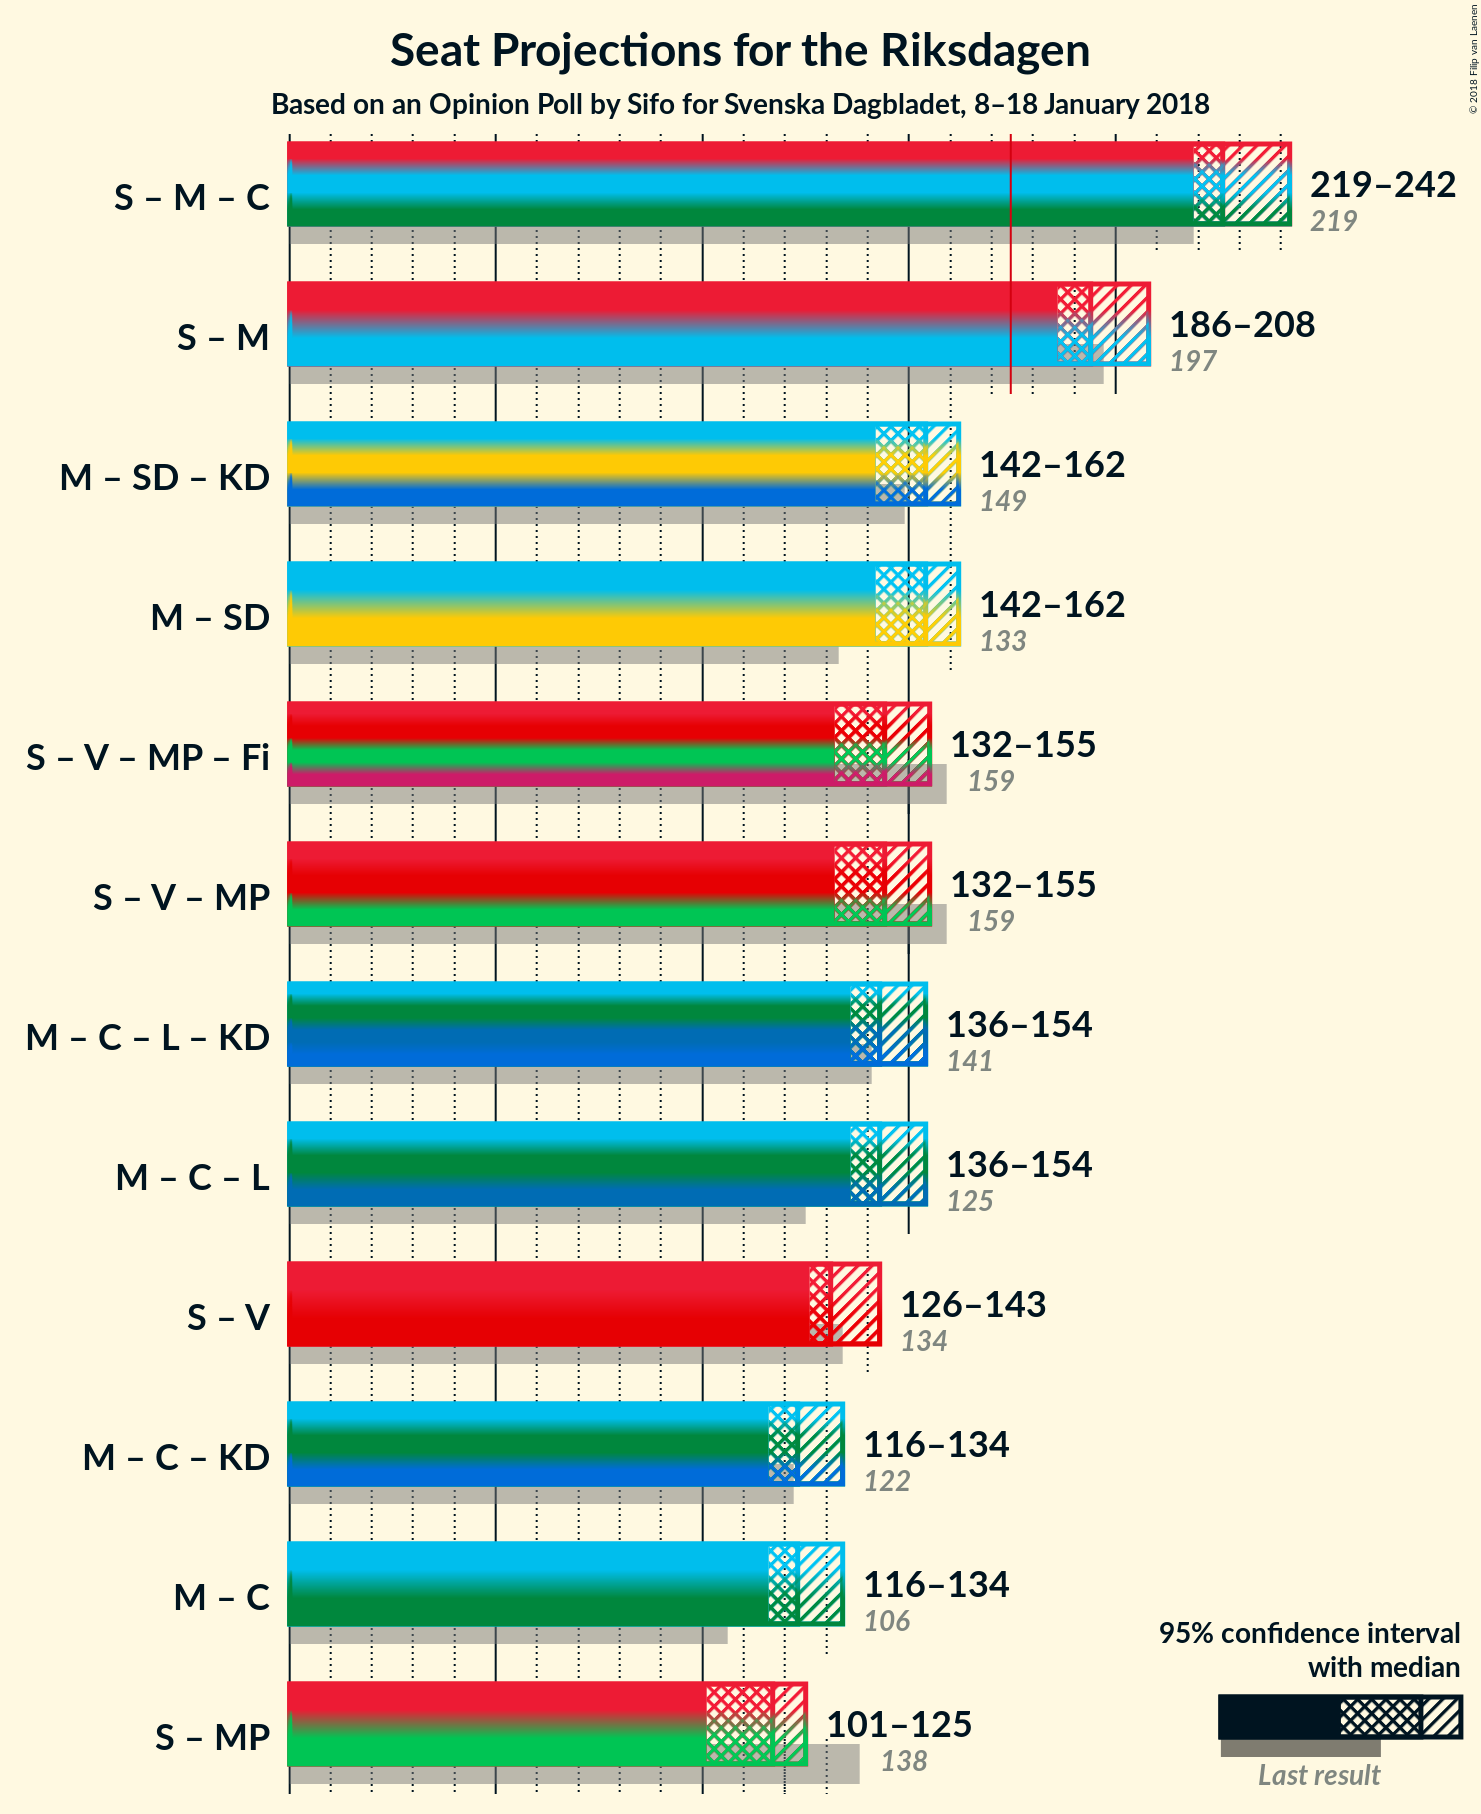 Seat Projections for the Riksdagen
Based on an Opinion Poll by Sifo for Svenska Dagbladet, 8–18 January 2018
© 2018 Filip van Laenen
S – M – C
219–242
219
S – M
186–208
197
M – SD – KD
142–162
149
M – SD
142–162
133
S – V – MP – Fi
132–155
159
S – V – MP
132–155
159
M – C – L – KD
136–154
141
M – C – L
136–154
125
S – V
126–143
134
M – C – KD
116–134
122
M – C
116–134
106
S – MP
101–125
138
95% confidence interval
with median
Last result